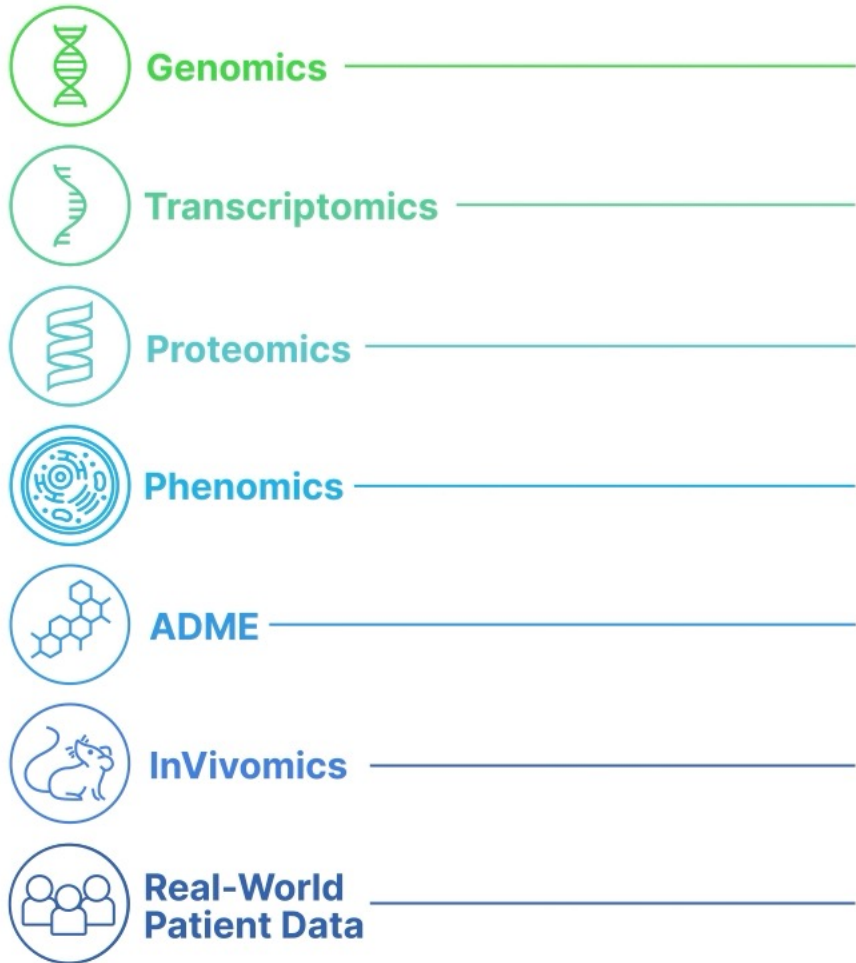 Genomics
Transcriptomics
Proteomics
Phenomics
ADME
InVivomics
Real-World
Patient Data